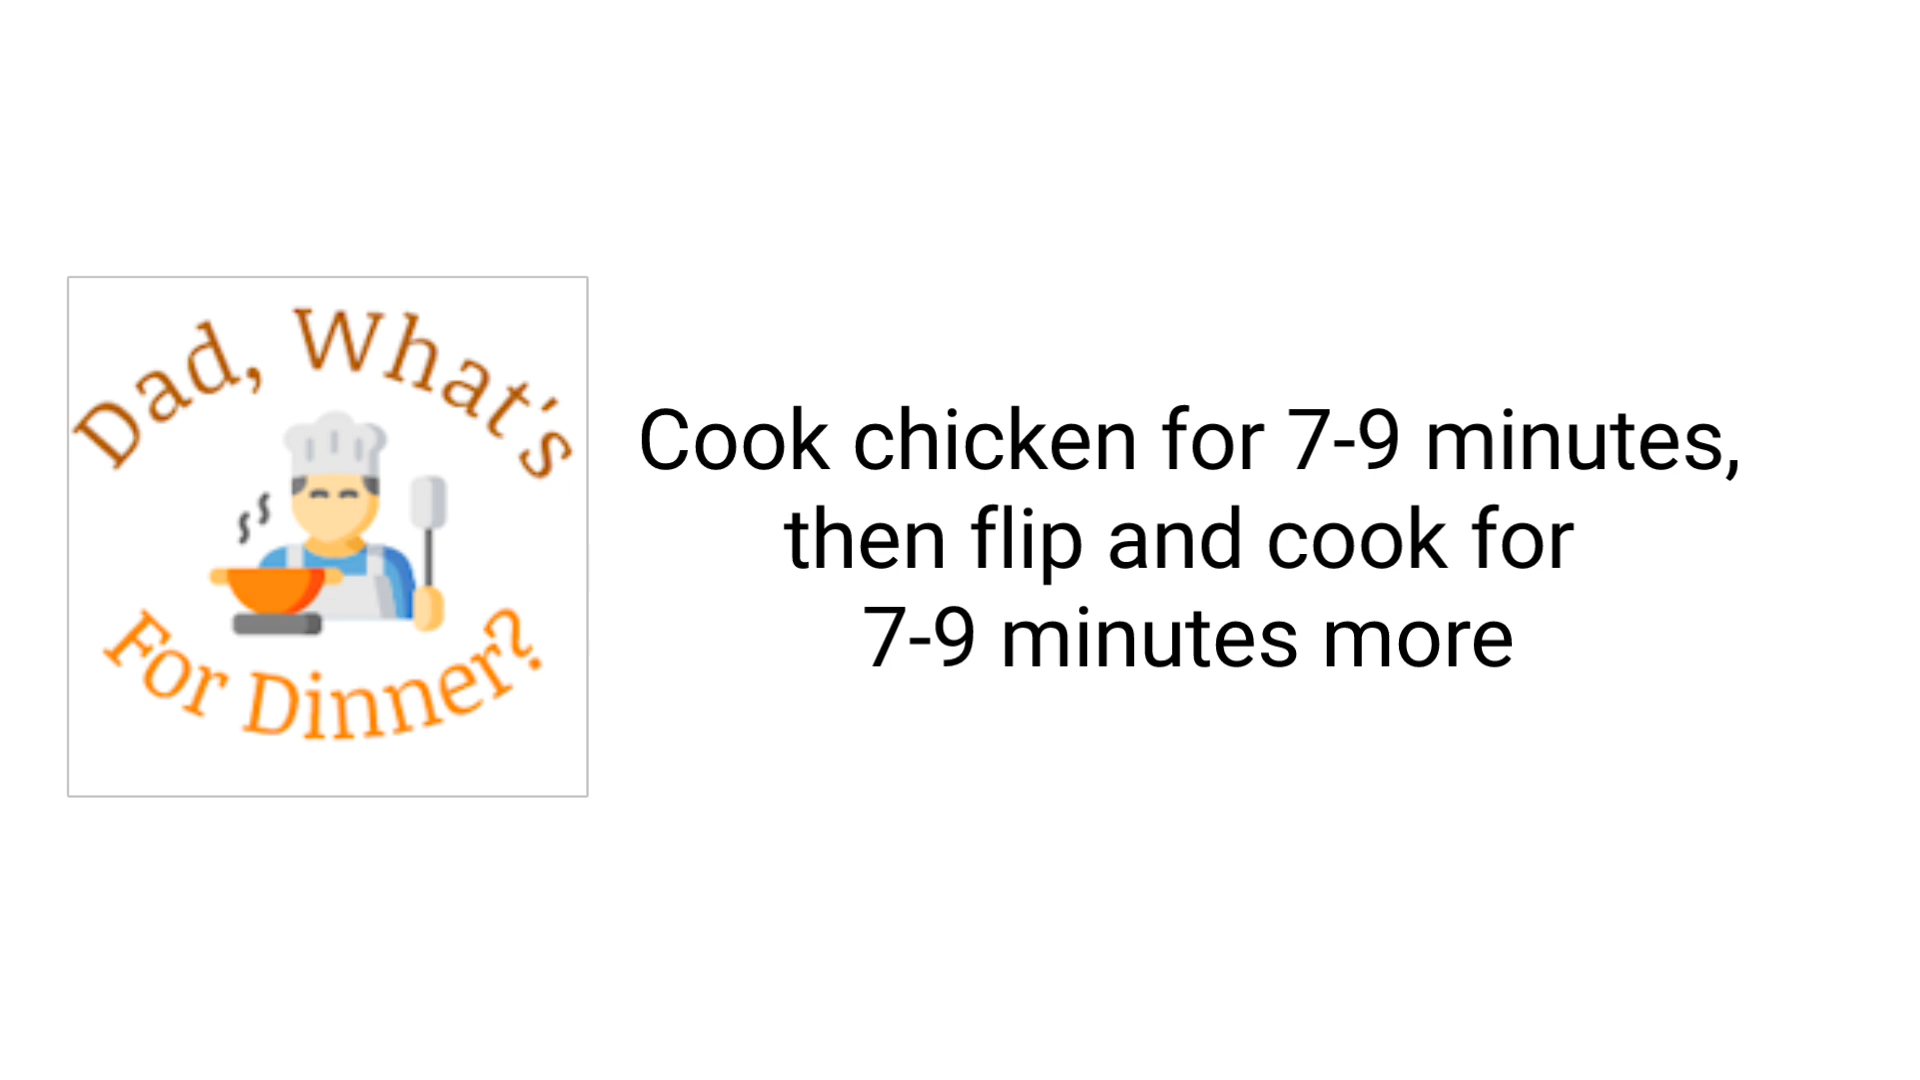 Dad, What's
For Dinner?
Cook chicken for 7-9 minutes,
then flip and cook for
7-9 minutes more